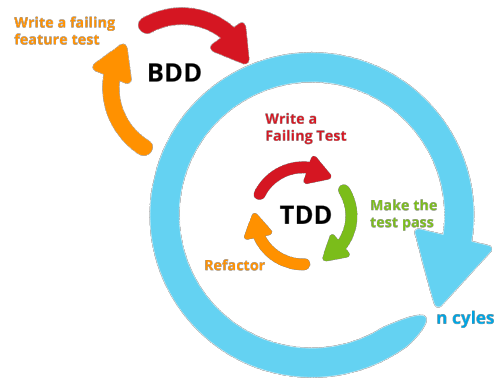 Write a failing
feature test
BDD
Write a
Failing Test
TDD
Make the
test pass
Refactor
n cyles